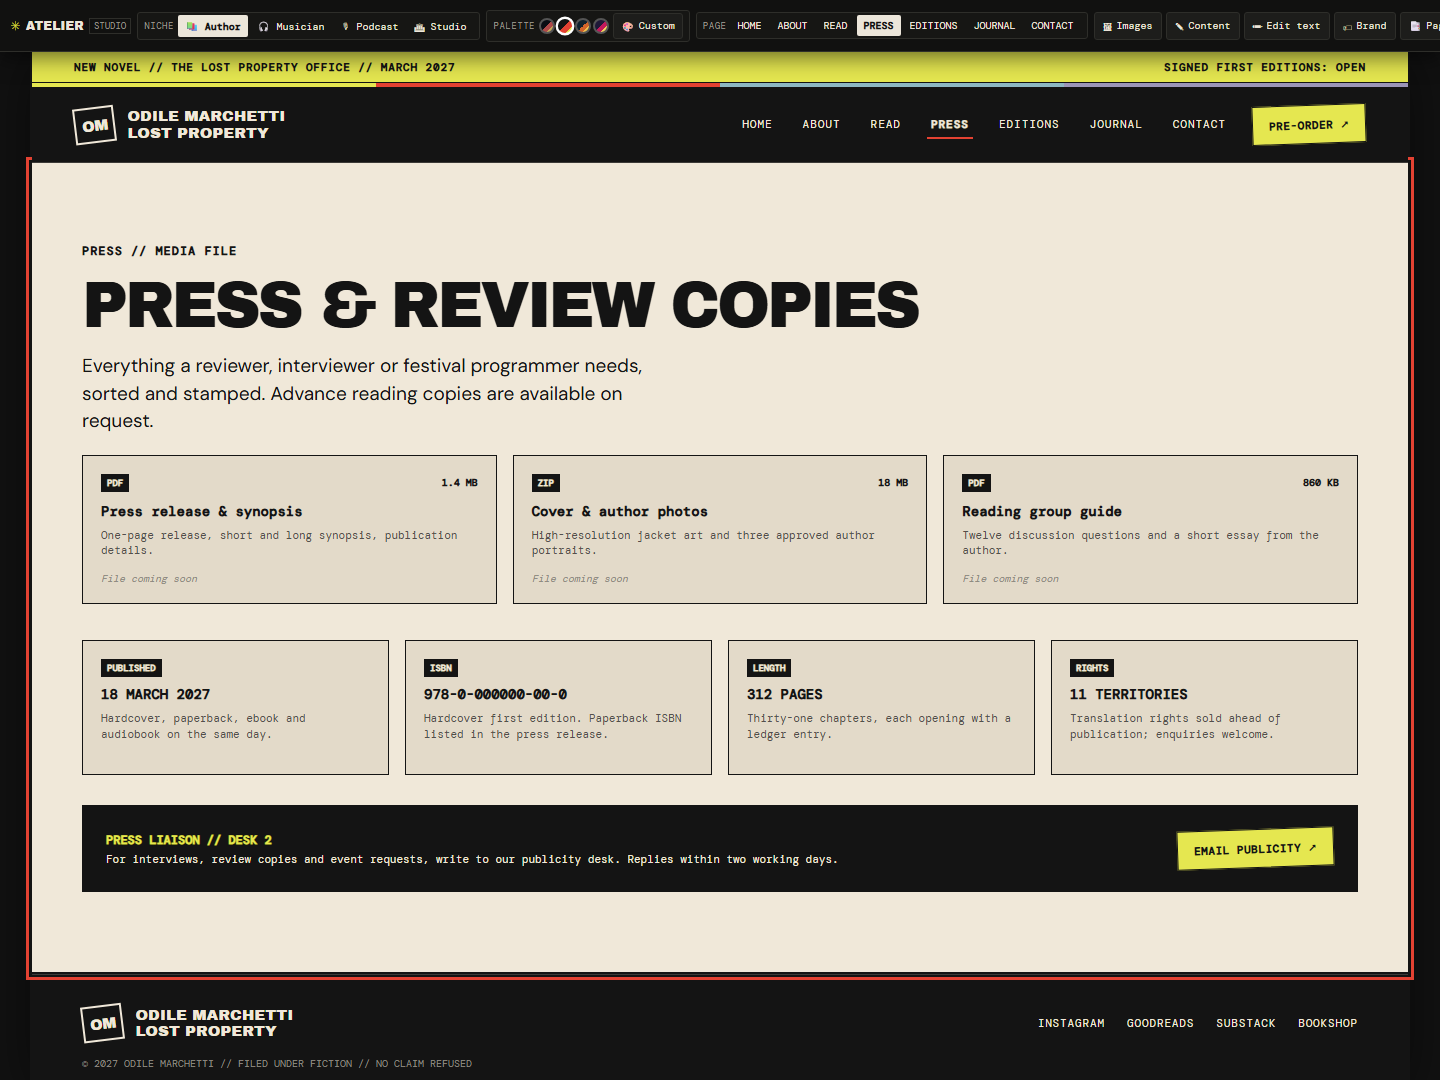 ✳ ATELIER STUDIO NICHE Author Musician Podcast Studio PALETTE Custom PAGE HOME ABOUT READ PRESS EDITIONS JOURNAL CONTACT Images Content Edit text Brand
NEW NOVEL // THE LOST PROPERTY OFFICE // MARCH 2027
SIGNED FIRST EDITIONS: OPEN
OM
ODILE MARCHETTI
LOST PROPERTY
HOME ABOUT READ PRESS EDITIONS JOURNAL CONTACT PRE-ORDER ↗
PRESS // MEDIA FILE
PRESS & REVIEW COPIES
Everything a reviewer, interviewer or festival programmer needs,
sorted and stamped. Advance reading copies are available on
request.
PDF 1.4 MB
Press release & synopsis
One-page release, short and long synopsis, publication
details.
File coming soon
ZIP 18 MB
Cover & author photos
High-resolution jacket art and three approved author
portraits.
File coming soon
PDF 860 KB
Reading group guide
Twelve discussion questions and a short essay from the
author.
File coming soon
PUBLISHED
18 MARCH 2027
Hardcover, paperback, ebook and
audiobook on the same day.
ISBN
978-0-000000-00-0
Hardcover first edition. Paperback ISBN
listed in the press release.
LENGTH
312 PAGES
Thirty-one chapters, each opening with a
ledger entry.
RIGHTS
11 TERRITORIES
Translation rights sold ahead of
publication; enquiries welcome.
PRESS LIAISON // DESK 2
For interviews, review copies and event requests, write to our publicity desk. Replies within two working days.
EMAIL PUBLICITY ↗
OM
ODILE MARCHETTI
LOST PROPERTY
INSTAGRAM GOODREADS SUBSTACK BOOKSHOP
© 2027 ODILE MARCHETTI // FILED UNDER FICTION // NO CLAIM REFUSED